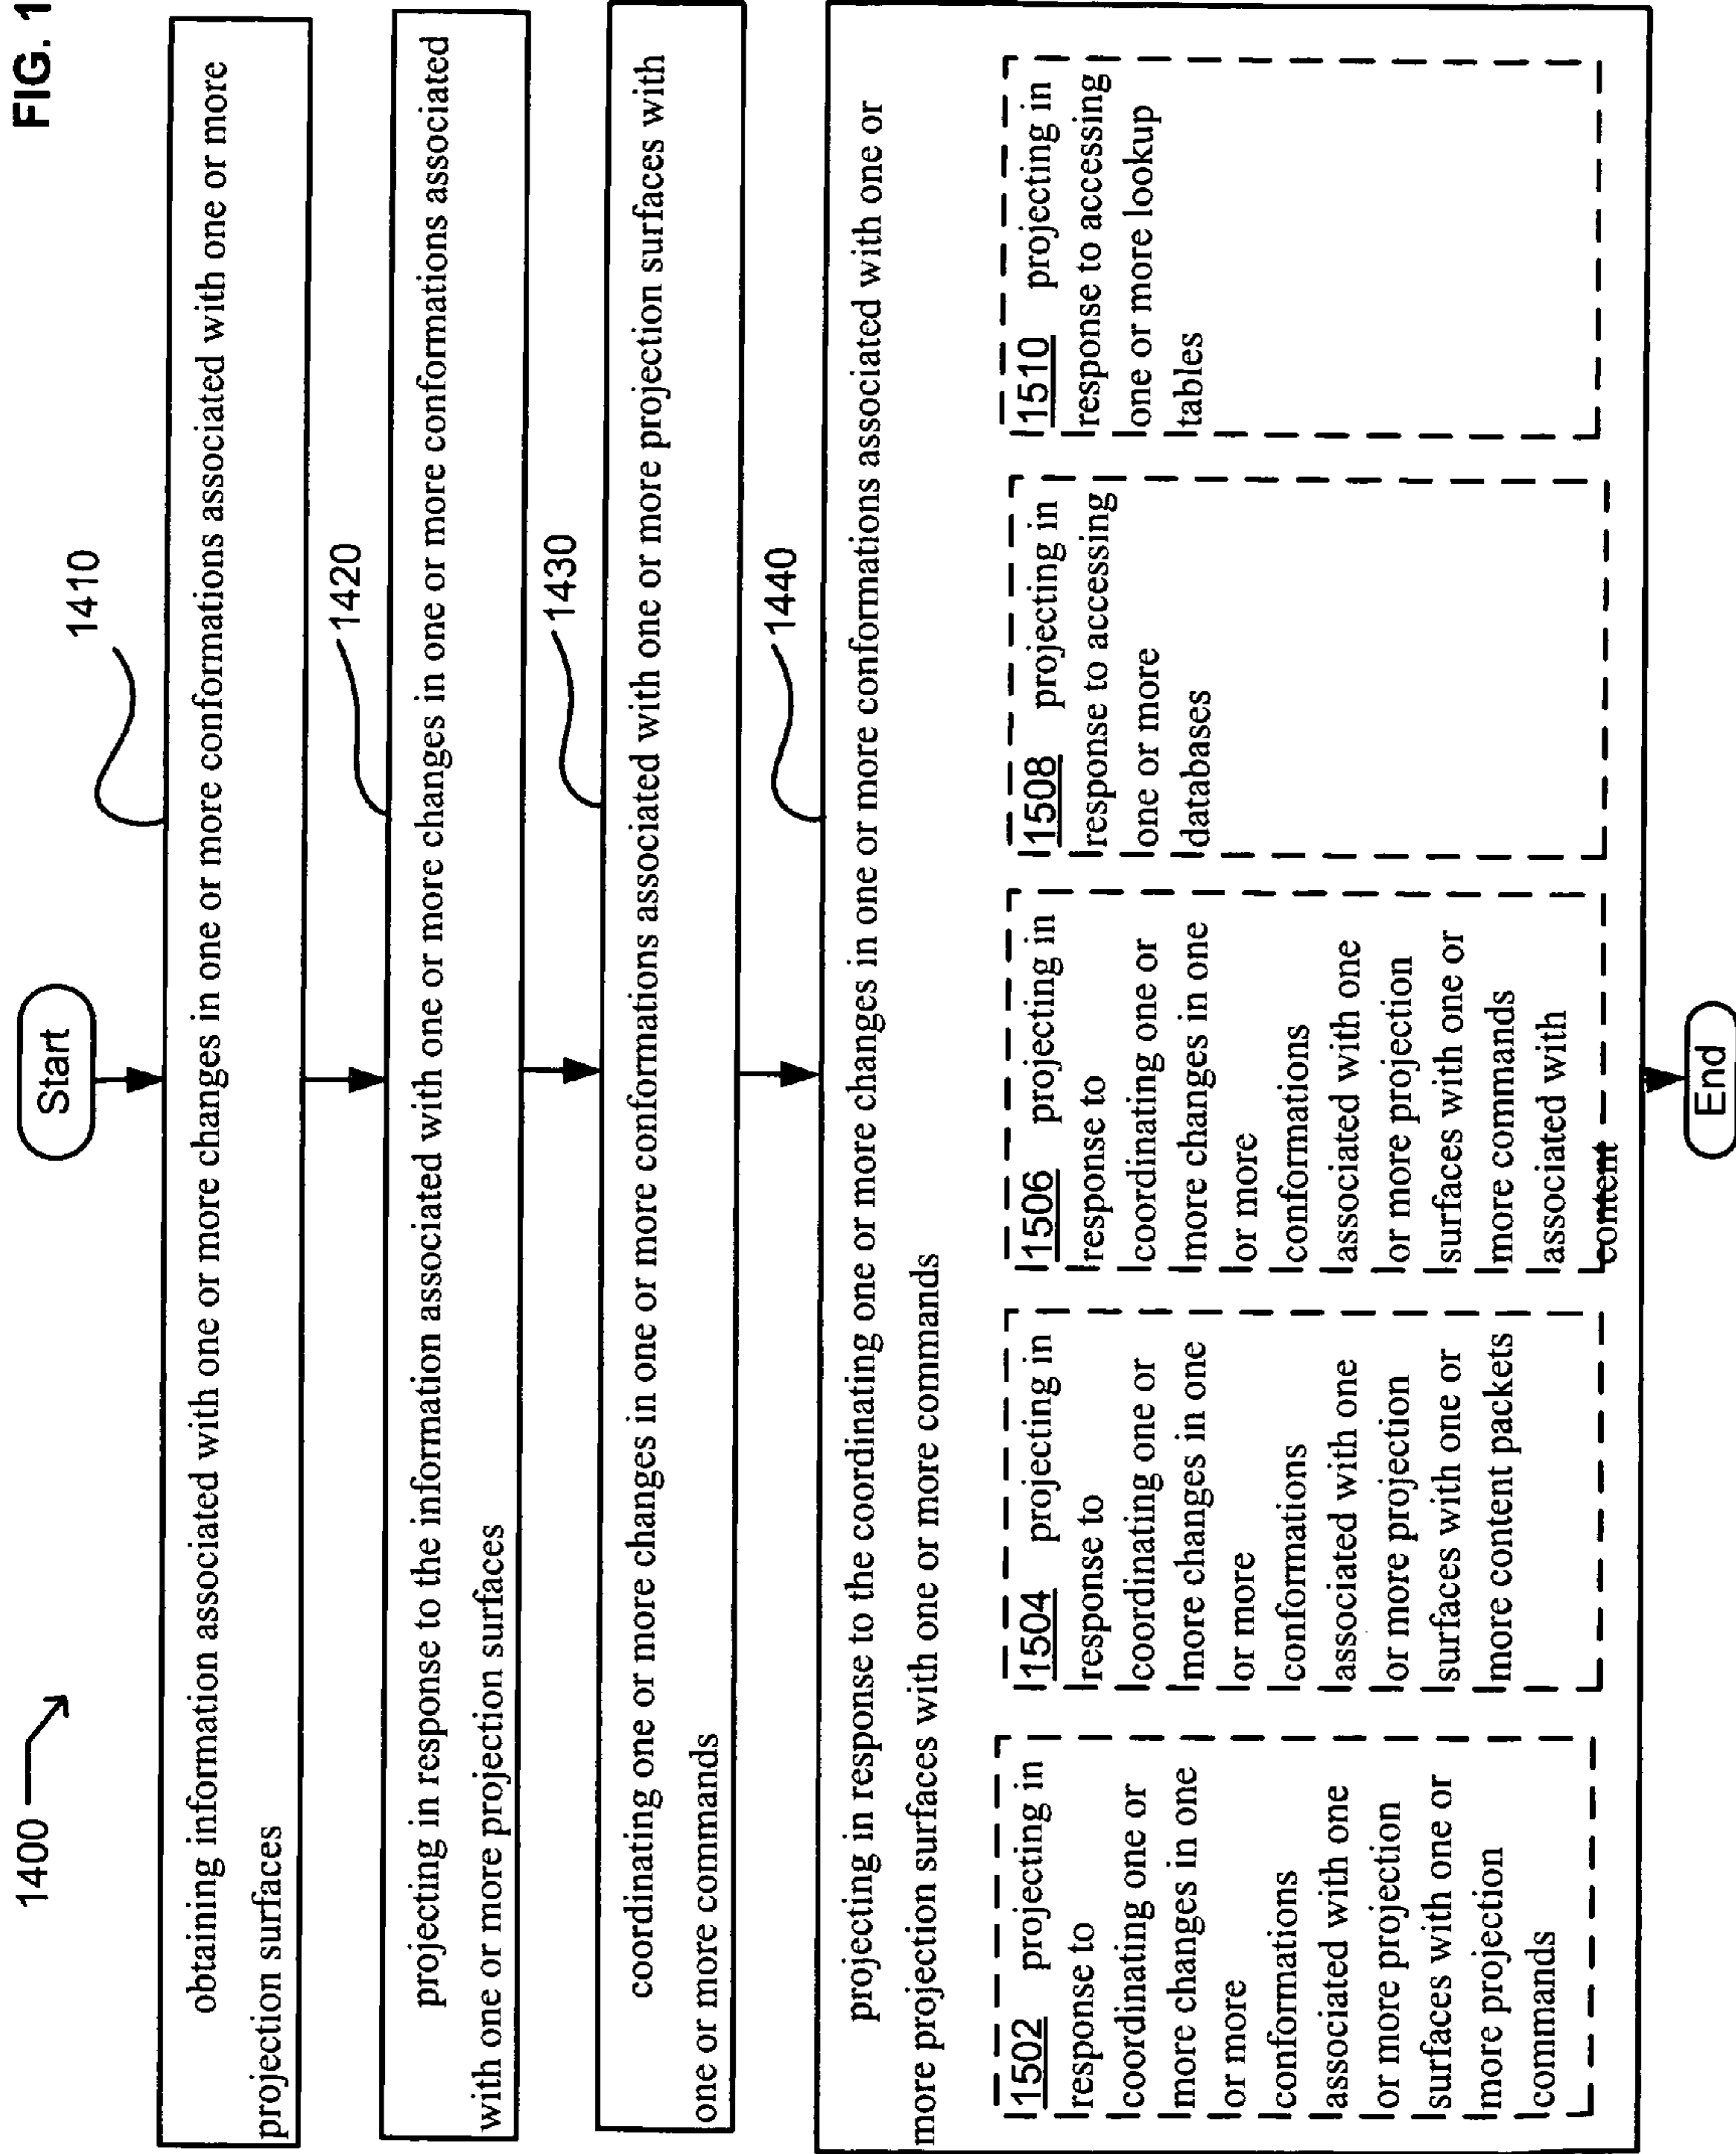 FIG. 1
1400
Start
1410
obtaining information associated with one or more changes in one or more conformations associated with one or more
projection surfaces
1420
projecting in response to the information associated with one or more changes in one or more conformations associated
with one or more projection surfaces
1430
coordinating one or more changes in one or more conformations associated with one or more projection surfaces with
one or more commands
1440
projecting in response to the coordinating one or more changes in one or more conformations associated with one or
more projection surfaces with one or more commands
1502 projecting in
response to
coordinating one or
more changes in one
or more
conformations
associated with one
or more projection
surfaces with one or
more projection
commands
1504 projecting in
response to
coordinating one or
more changes in one
or more
conformations
associated with one
or more projection
surfaces with one or
more content packets
1506 projecting in
response to
coordinating one or
more changes in one
or more
conformations
associated with one
or more projection
surfaces with one or
more commands
associated with
content
1508 projecting in
response to accessing
one or more
databases
1510 projecting in
response to accessing
one or more lookup
tables
End